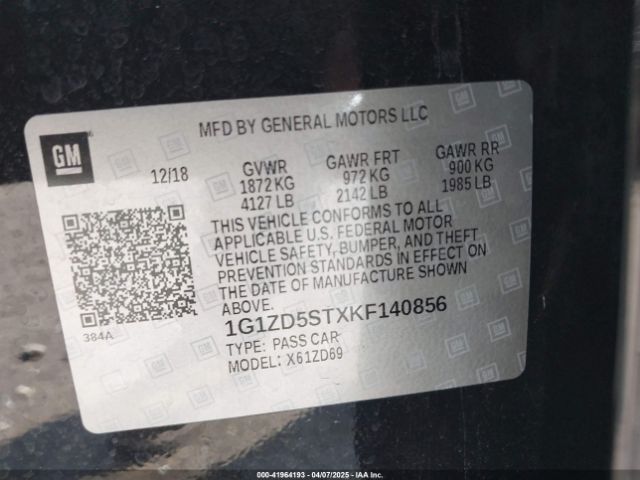 MFD BY GENERAL MOTORS LLC
GM
12/18
GVWR
1872 KG
4127 LB
GAWR FRT
972 KG
2142 LB
GAWR RR
900 KG
1985 LB
THIS VEHICLE CONFORMS TO ALL
APPLICABLE U.S. FEDERAL MOTOR
VEHICLE SAFETY, BUMPER, AND THEFT
PREVENTION STANDARDS IN EFFECT ON
THE DATE OF MANUFACTURE SHOWN
ABOVE.
384A
1G1ZD5STXKF140856
TYPE: PASS CAR
MODEL: X61ZD69
000-41964193 - 04/07/2025 - IAA Inc.